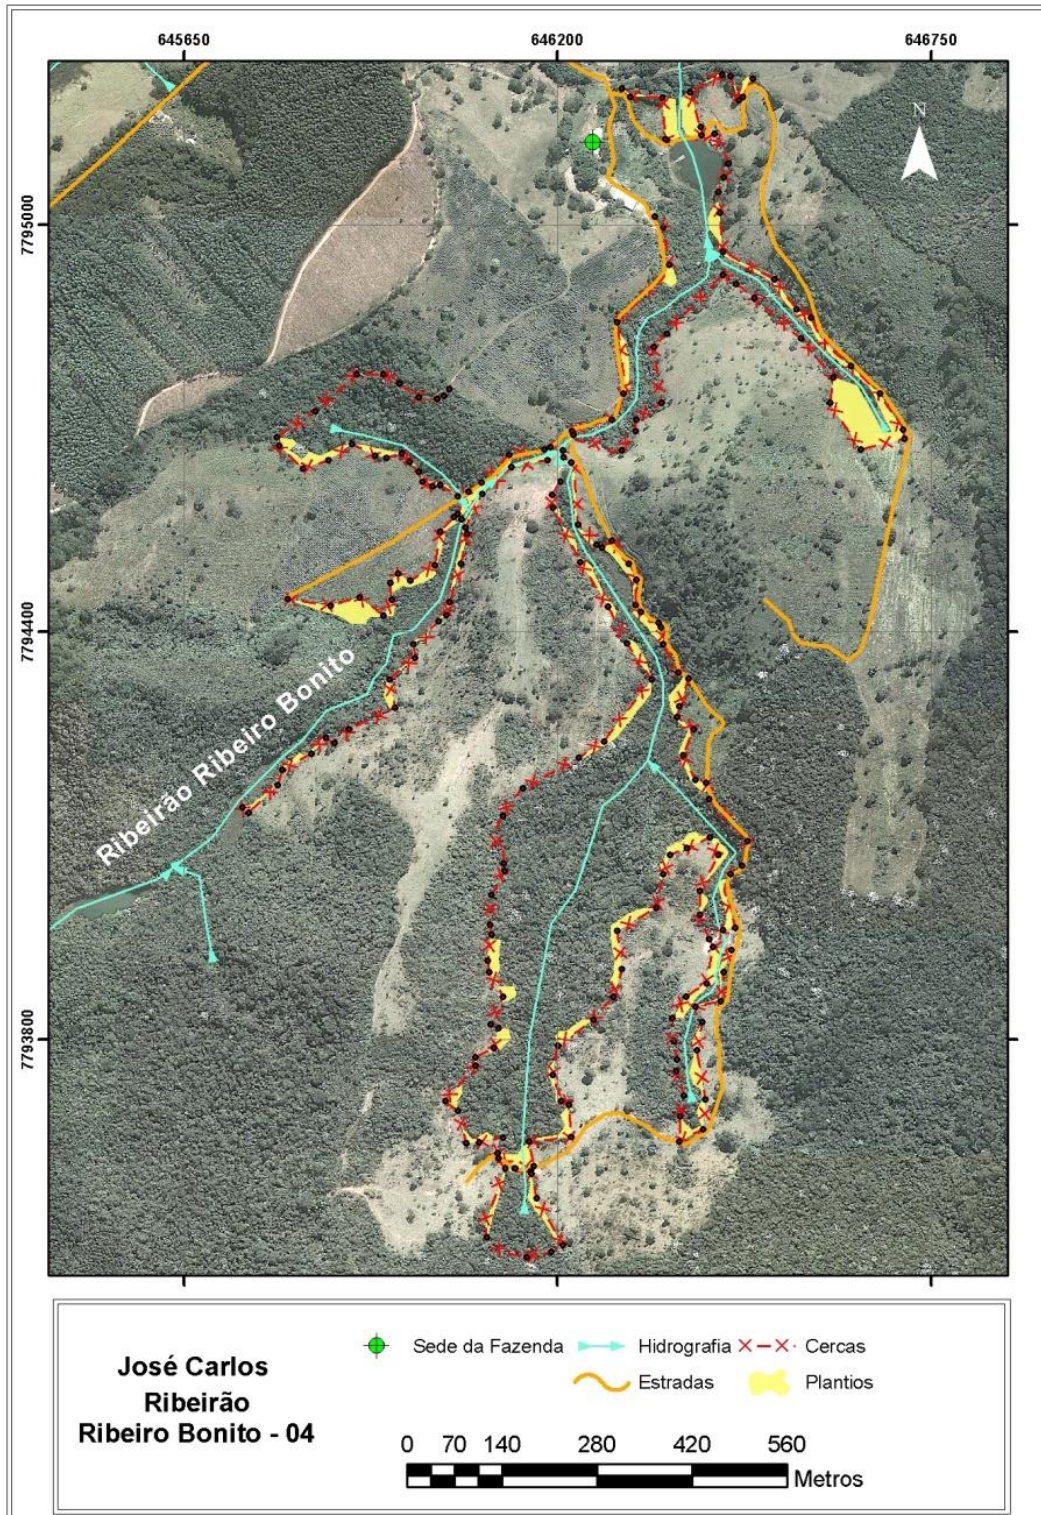 645650 646200 646750
N
7795000
7794400
7793800
Ribeirão Ribeiro Bonito
José Carlos
Ribeirão
Ribeiro Bonito - 04
Sede da Fazenda
Hidrografia
Cercas
Estradas
Plantios
0 70 140 280 420 560
Metros